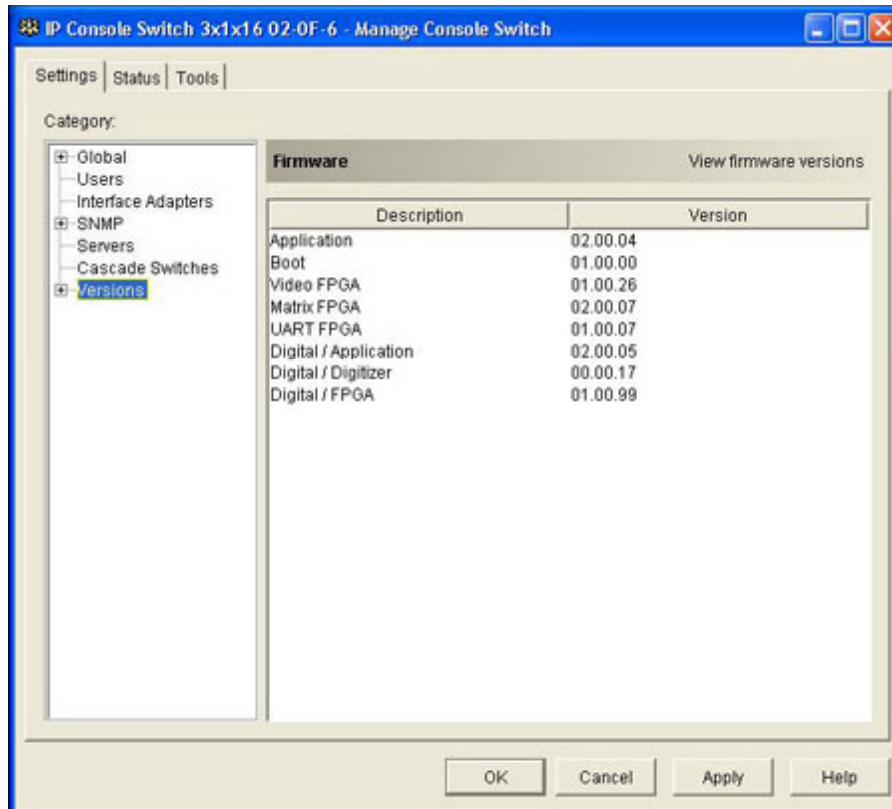 IP Console Switch 3x1x16 02-0F-6 - Manage Console Switch
Settings Status Tools
Category:
Global
Users
Interface Adapters
SNMP
Servers
Cascade Switches
Versions
Firmware View firmware versions
Description Version
Application 02.00.04
Boot 01.00.00
Video FPGA 01.00.26
Matrix FPGA 02.00.07
UART FPGA 01.00.07
Digital / Application 02.00.05
Digital / Digitizer 00.00.17
Digital / FPGA 01.00.99
OK Cancel Apply Help